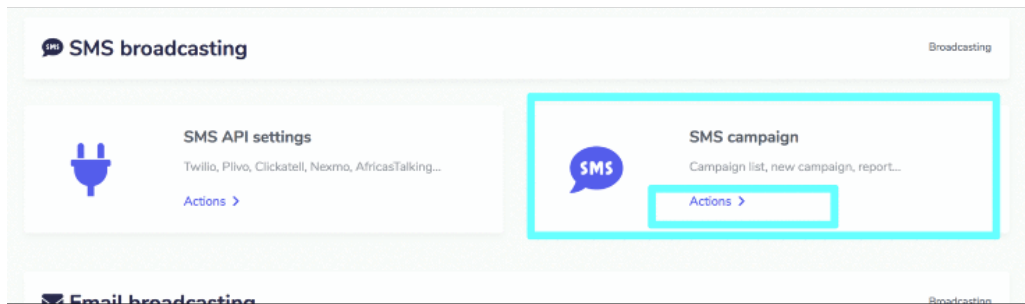 SMS SMS broadcasting
Broadcasting
SMS API settings
Twilio, Plivo, Clickatell, Nexmo, AfricasTalking...
Actions >
SMS
SMS campaign
Campaign list, new campaign, report...
Actions >
Email broadcasting
Broadcasting